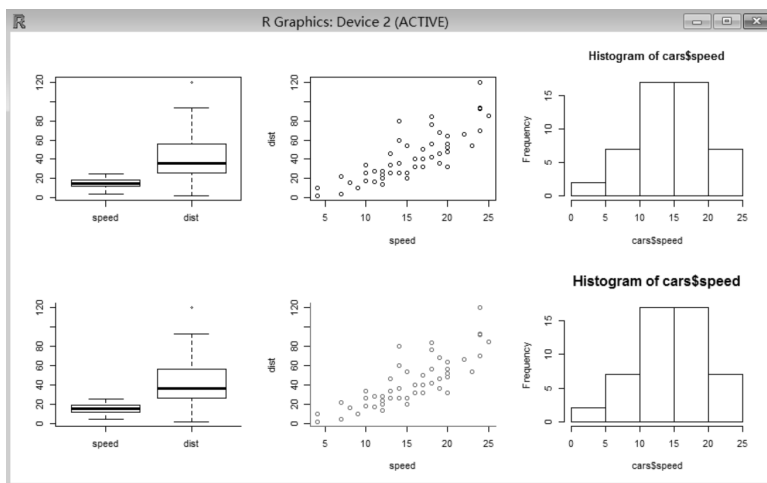 R R Graphics: Device 2 (ACTIVE)
0 20 40 60 80 120
speed dist
dist
0 20 40 60 80 120
5 10 15 20 25
speed
Histogram of cars$speed
Frequency
0 5 10 15
0 5 10 15 20 25
cars$speed
0 20 40 60 80 120
speed dist
dist
0 20 40 60 80 120
5 10 15 20 25
speed
Histogram of cars$speed
Frequency
0 5 10 15
0 5 10 15 20 25
cars$speed